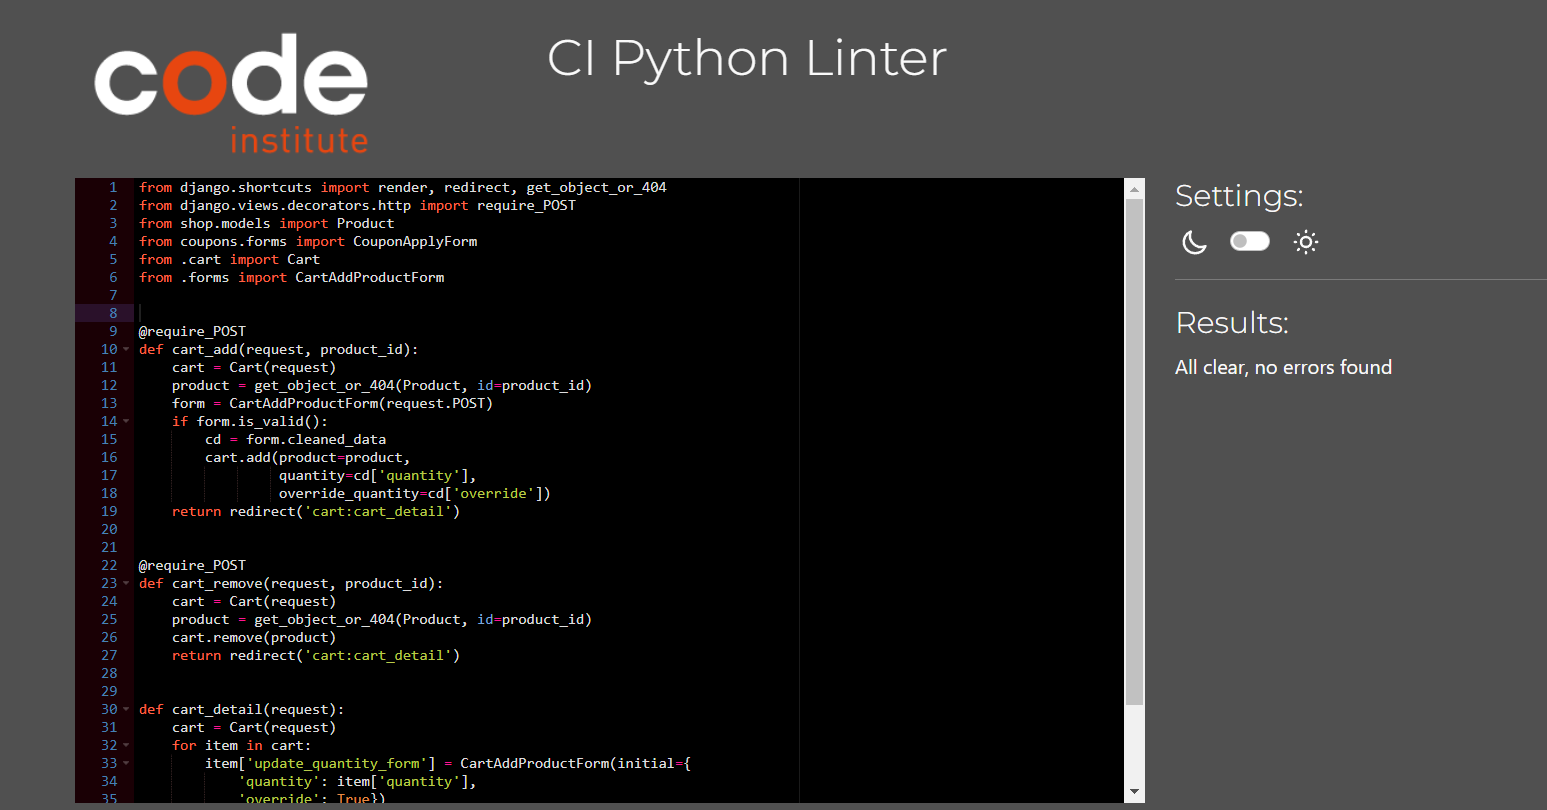 code
institute
CI Python Linter
1 from django.shortcuts import render, redirect, get_object_or_404
2 from django.views.decorators.http import require_POST
3 from shop.models import Product
4 from coupons.forms import CouponApplyForm
5 from .cart import Cart
6 from .forms import CartAddProductForm
7
8
9 @require_POST
10 def cart_add(request, product_id):
11     cart = Cart(request)
12     product = get_object_or_404(Product, id=product_id)
13     form = CartAddProductForm(request.POST)
14     if form.is_valid():
15         cd = form.cleaned_data
16         cart.add(product=product,
17                  quantity=cd['quantity'],
18                  override_quantity=cd['override'])
19     return redirect('cart:cart_detail')
20
21
22 @require_POST
23 def cart_remove(request, product_id):
24     cart = Cart(request)
25     product = get_object_or_404(Product, id=product_id)
26     cart.remove(product)
27     return redirect('cart:cart_detail')
28
29
30 def cart_detail(request):
31     cart = Cart(request)
32     for item in cart:
33         item['update_quantity_form'] = CartAddProductForm(initial={
34             'quantity': item['quantity'],
35             'override': True})
Settings:
Results:
All clear, no errors found